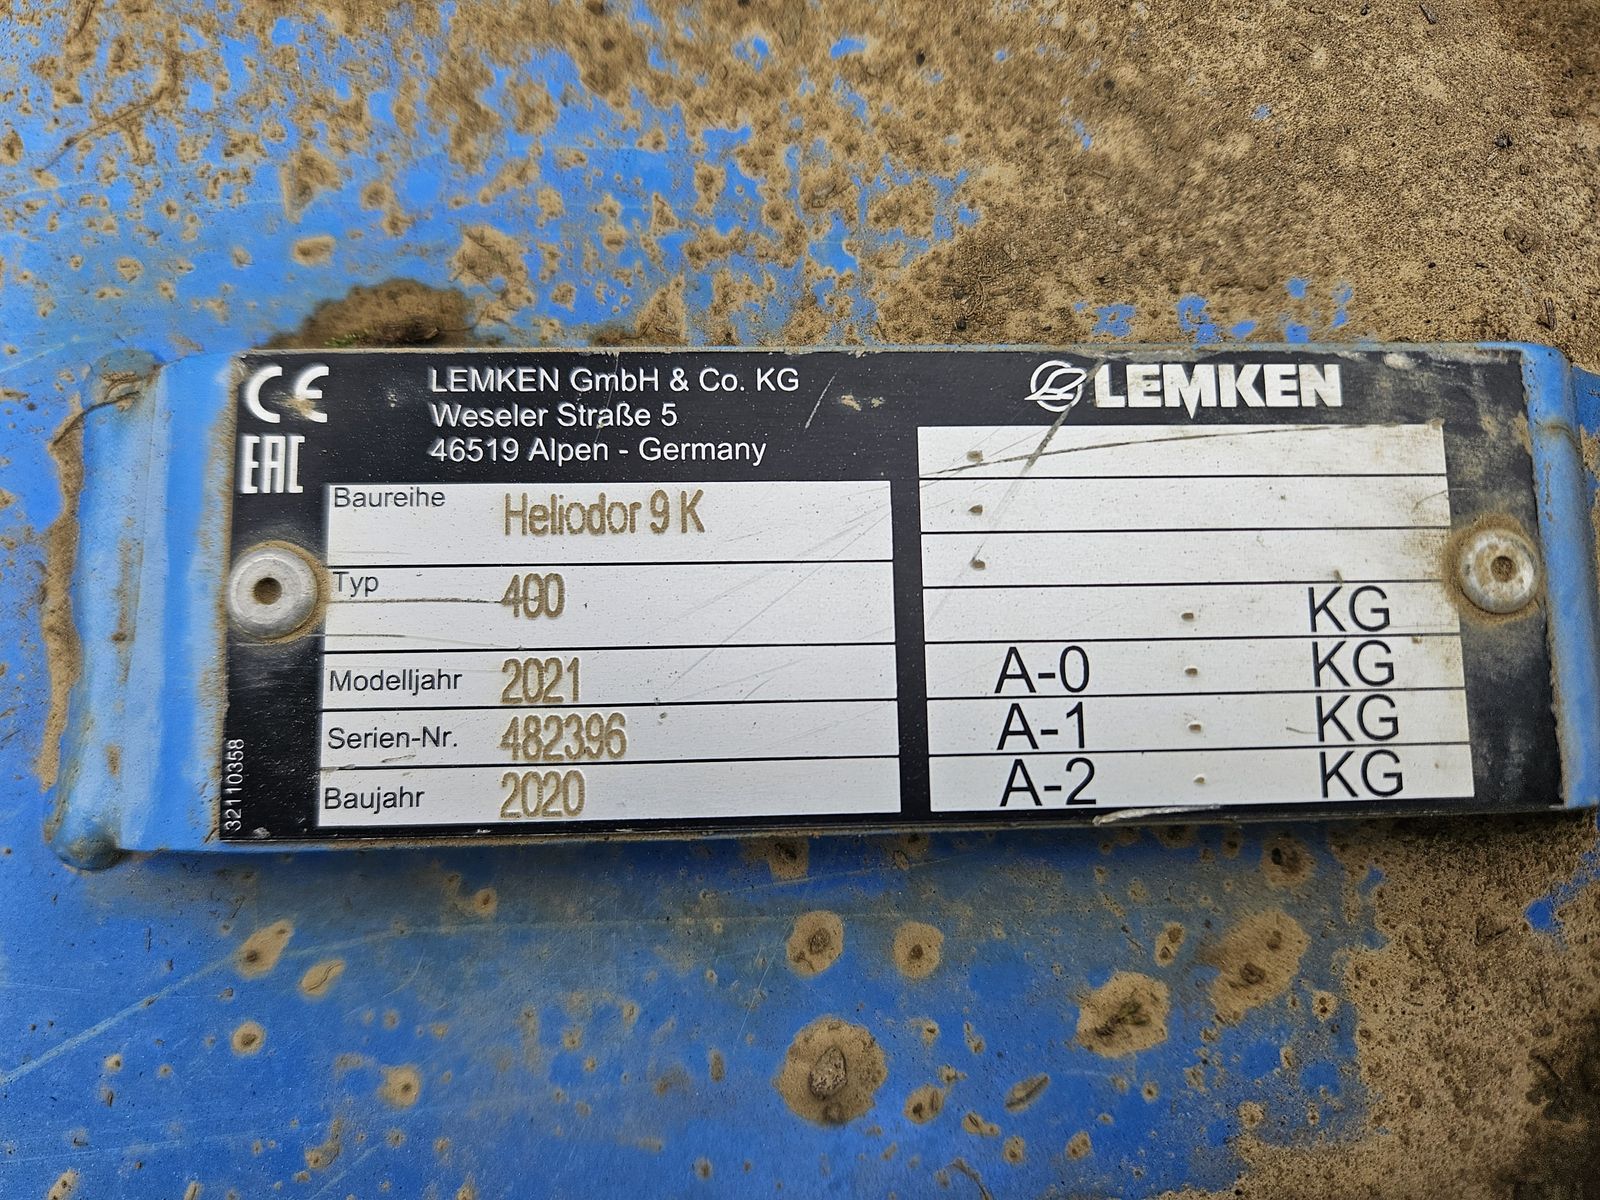 CE
EAC
LEMKEN GmbH & Co. KG
Weseler Straße 5
46519 Alpen - Germany
LEMKEN
Baureihe Heliodor 9 K
Typ 400
Modelljahr 2021
Serien-Nr. 482396
Baujahr 2020
32110358
-
-
-
- KG
A-0 - KG
A-1 - KG
A-2 - KG